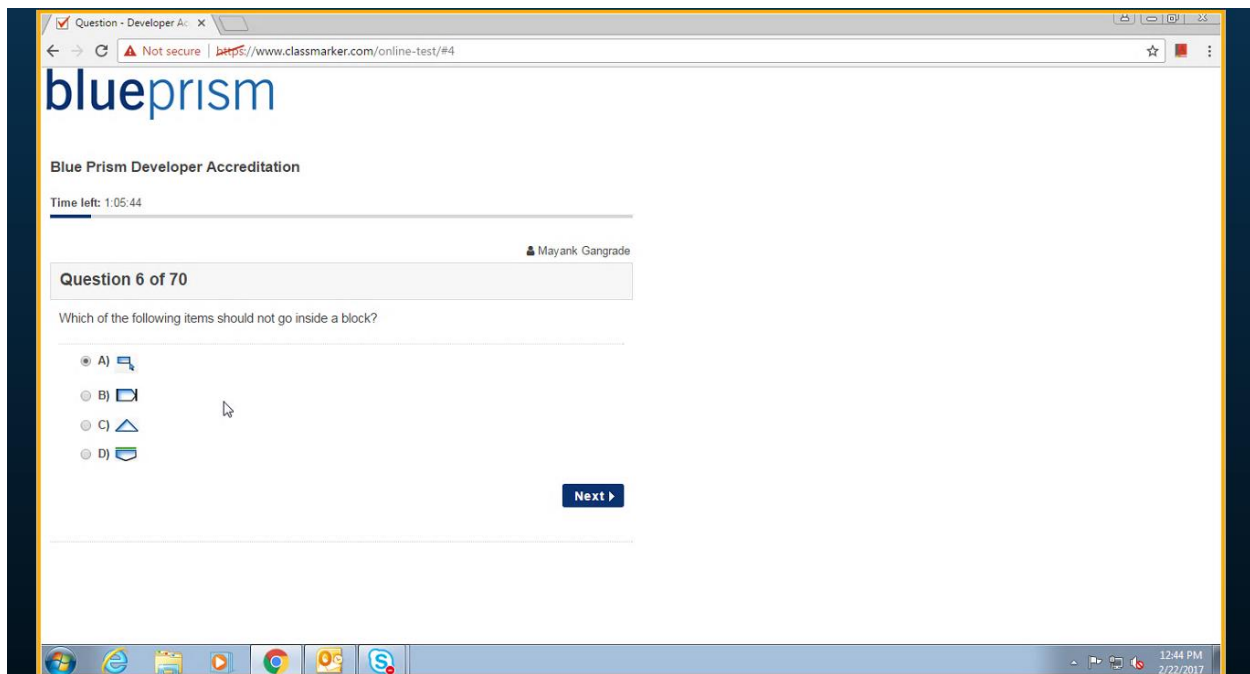 Question - Developer Ac
Not secure | https://www.classmarker.com/online-test/#4
blueprism
Blue Prism Developer Accreditation
Time left: 1:05:44
Mayank Gangrade
Question 6 of 70
Which of the following items should not go inside a block?
A)
B)
C)
D)
Next
12:44 PM
2/22/2017